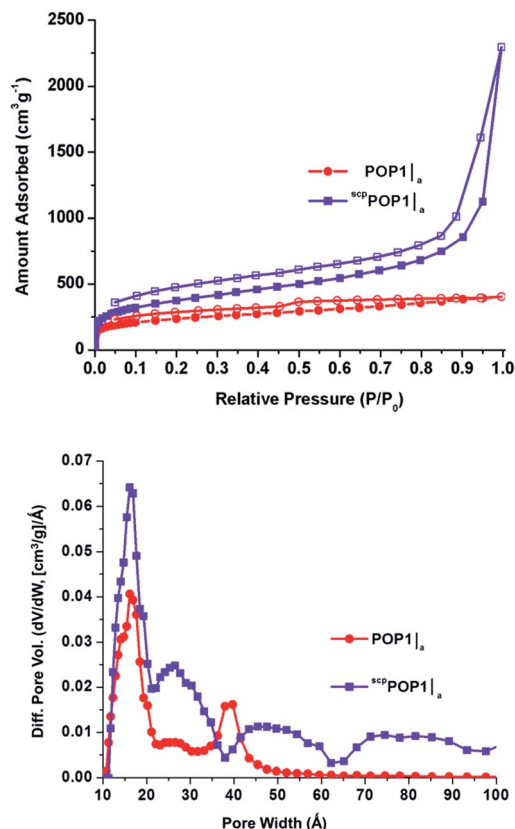 2500
2000
1500
1000
500
0
Amount Adsorbed (cm³g⁻¹)
POP1|ₐ
ˢᶜᵖPOP1|ₐ
0.0 0.1 0.2 0.3 0.4 0.5 0.6 0.7 0.8 0.9 1.0
Relative Pressure (P/P₀)
0.07
0.06
0.05
0.04
0.03
0.02
0.01
0.00
Diff. Pore Vol. (dV/dW, [cm³/g]/Å)
POP1|ₐ
ˢᶜᵖPOP1|ₐ
10 20 30 40 50 60 70 80 90 100
Pore Width (Å)